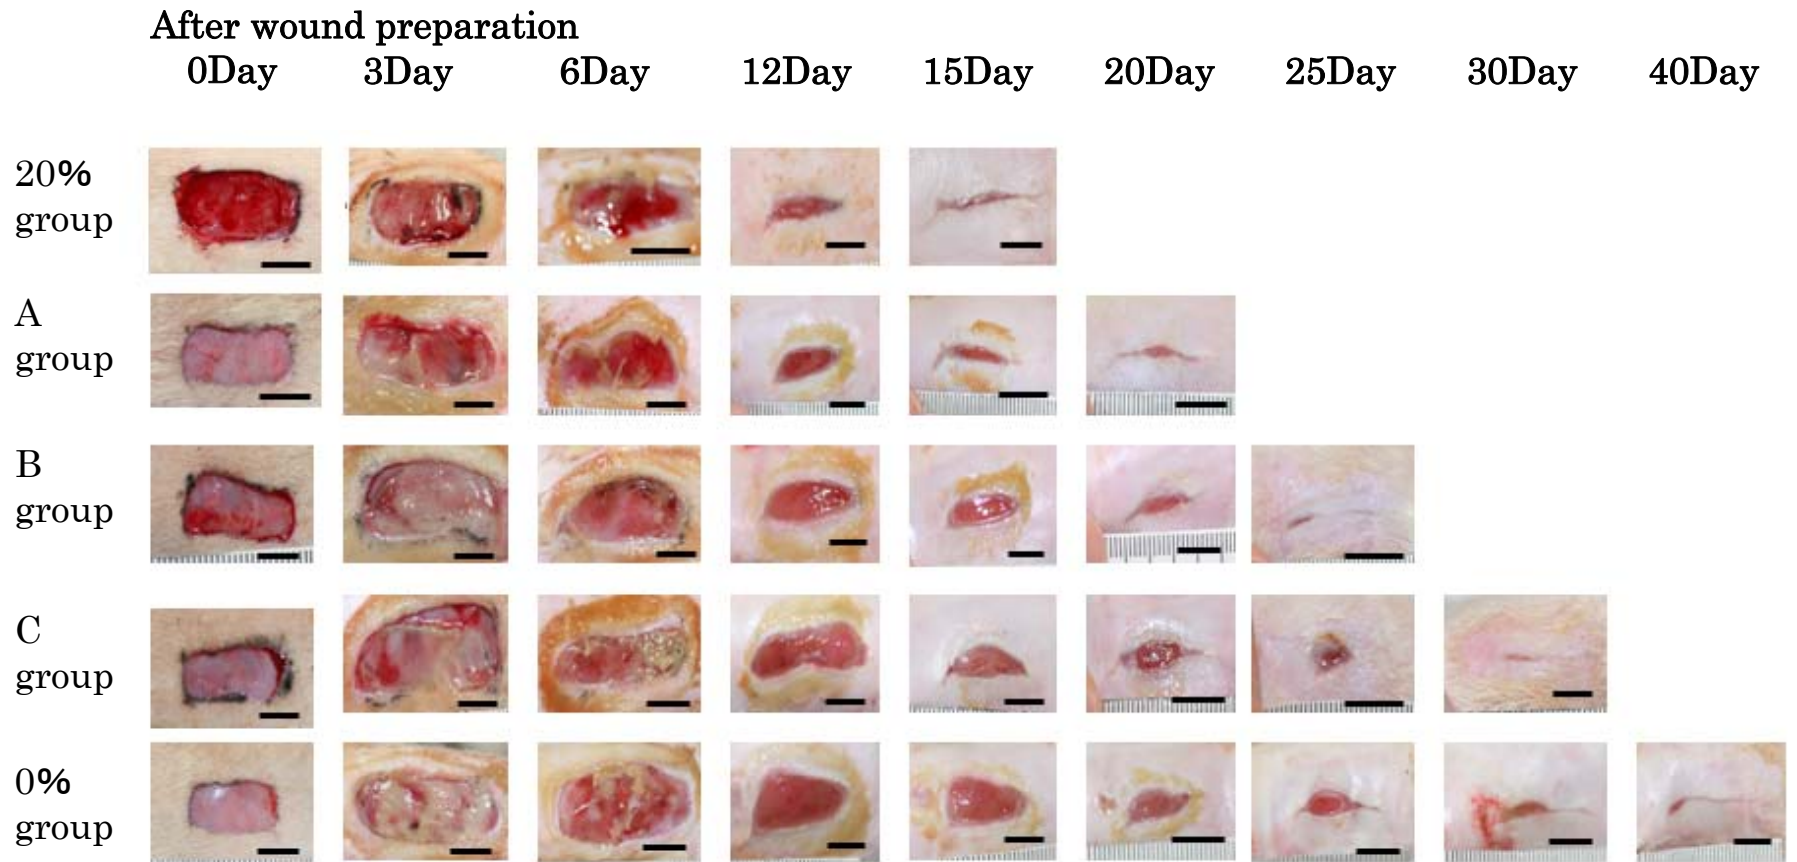 After wound preparation
0Day 3Day 6Day 12Day 15Day 20Day 25Day 30Day 40Day
20%
group
A
group
B
group
C
group
0%
group